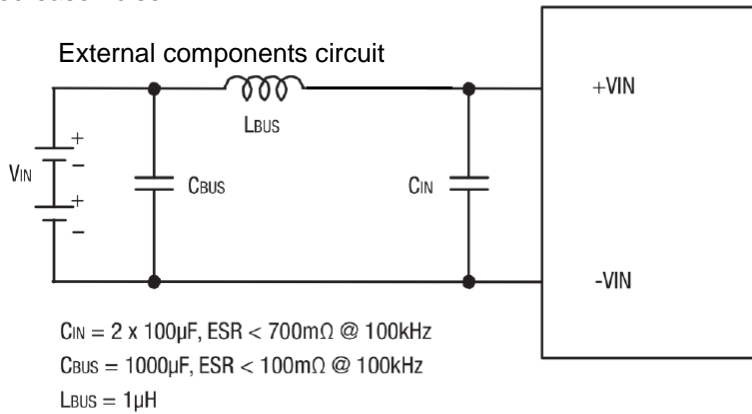 External components circuit
+VIN
LBUS
+
−
VIN
CBUS
CIN
+
−
-VIN
CIN = 2 x 100µF, ESR < 700mΩ @ 100kHz
CBUS = 1000µF, ESR < 100mΩ @ 100kHz
LBUS = 1µH